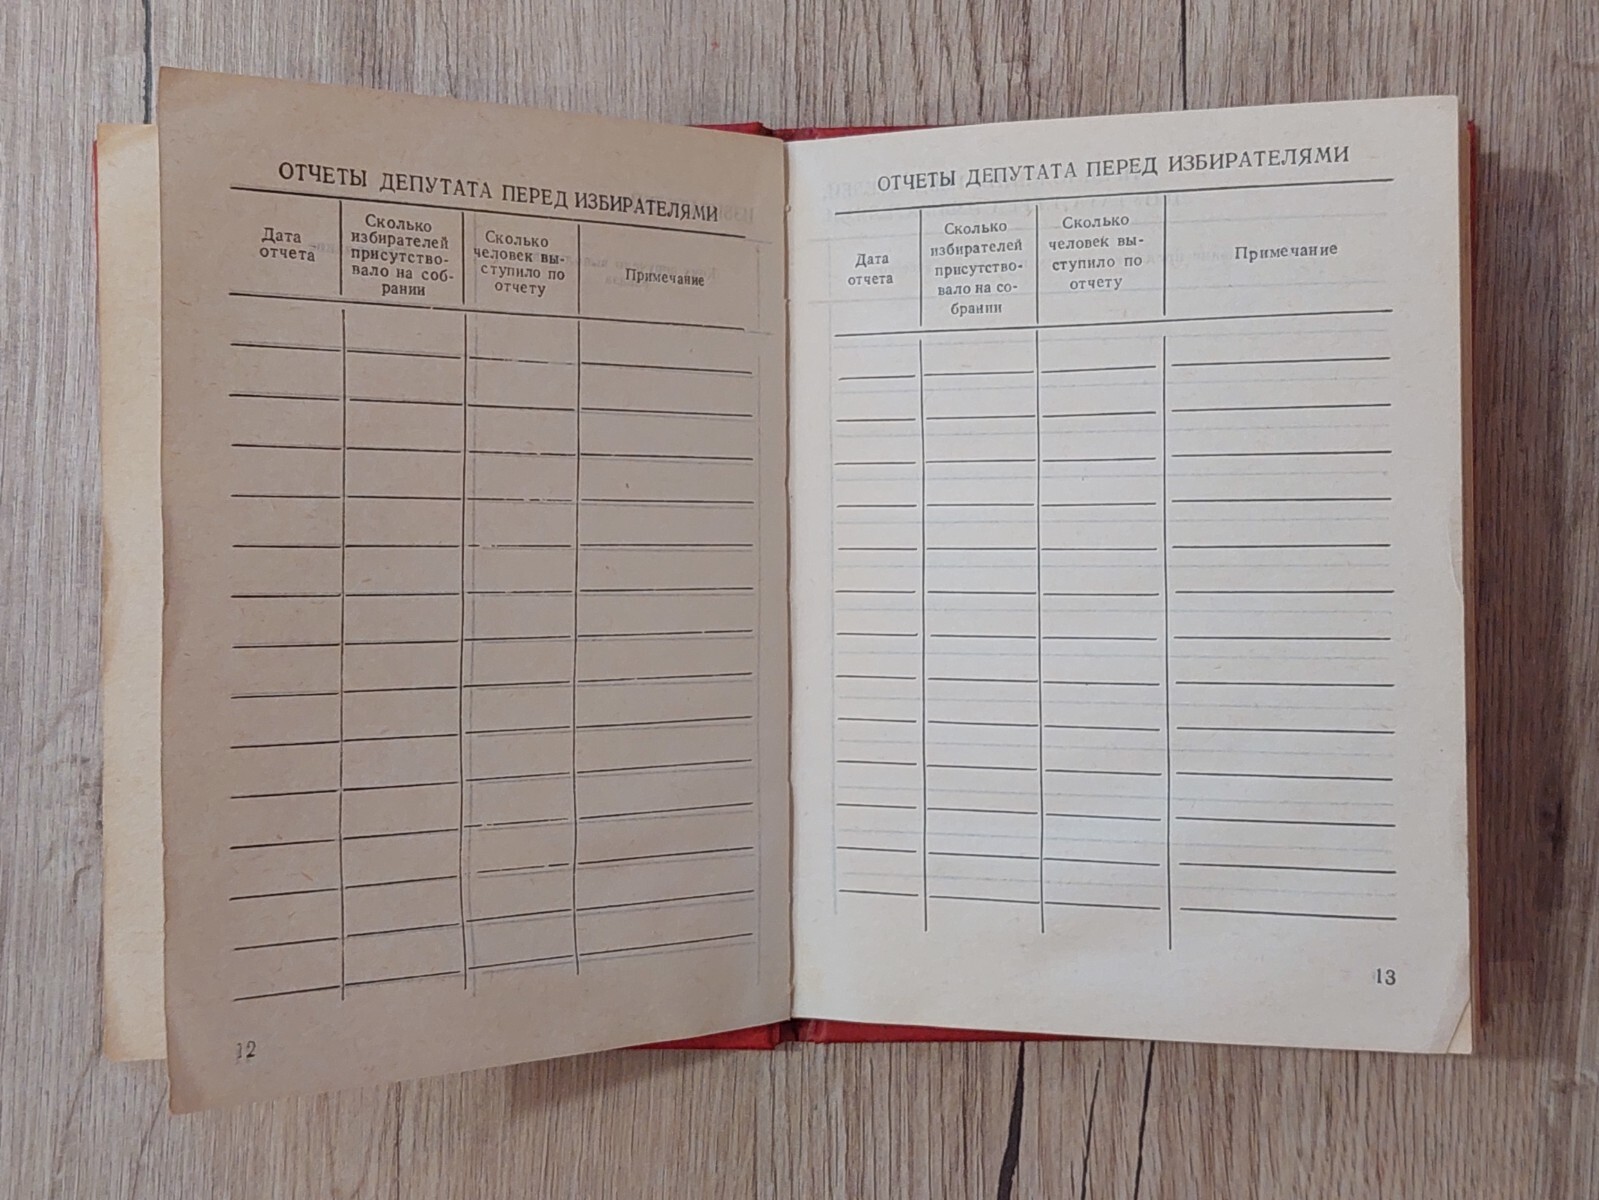 ОТЧЕТЫ ДЕПУТАТА ПЕРЕД ИЗБИРАТЕЛЯМИ
Дата
отчета
Сколько
избирателей
присутство-
вало на соб-
рании
Сколько
человек вы-
ступило по
отчету
Примечание
12
ОТЧЕТЫ ДЕПУТАТА ПЕРЕД ИЗБИРАТЕЛЯМИ
Дата
отчета
Сколько
избирателей
присутство-
вало на со-
брании
Сколько
человек вы-
ступило по
отчету
Примечание
13